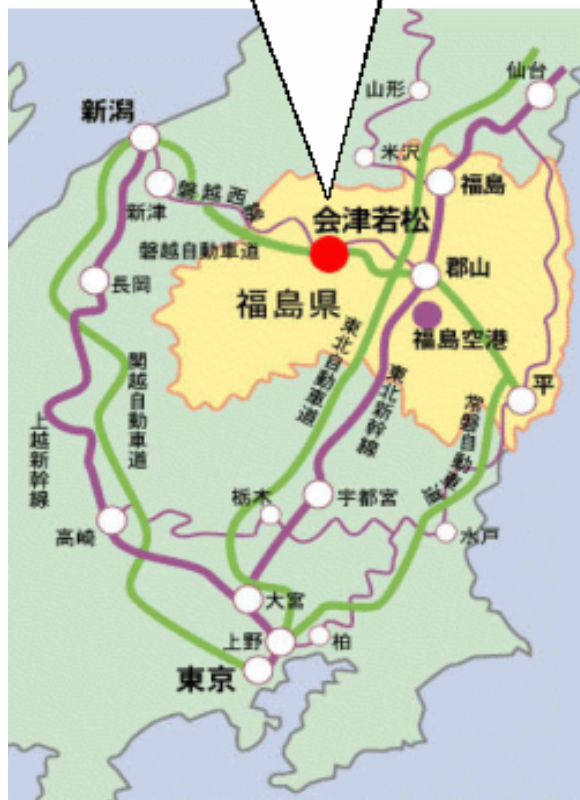 仙台
山形
新潟
米沢
福島
新津
磐越西線
会津若松
磐越自動車道
郡山
長岡
福島県
福島空港
東北自動車道
関越自動車道
東北新幹線
平
常磐自動車道
上越新幹線
栃木
宇都宮
高崎
水戸
大宮
上野
柏
東京